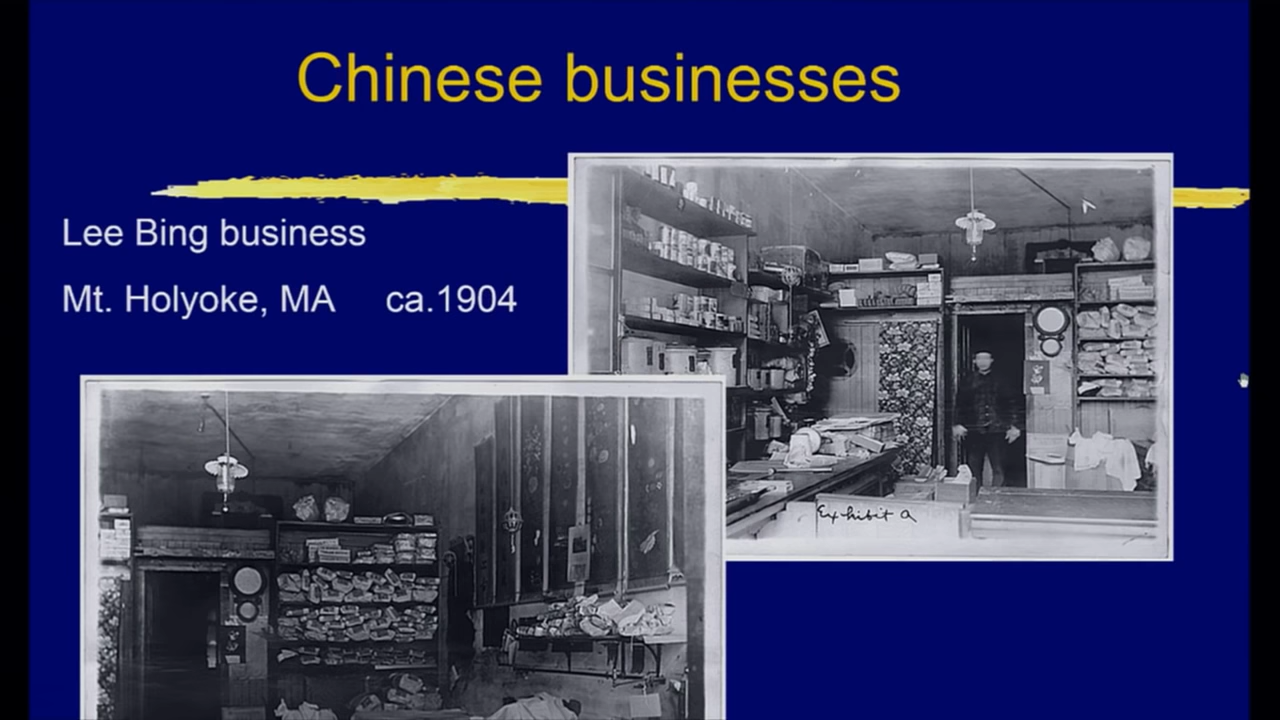 Chinese businesses
Lee Bing business
Mt. Holyoke, MA ca.1904
Exhibit a